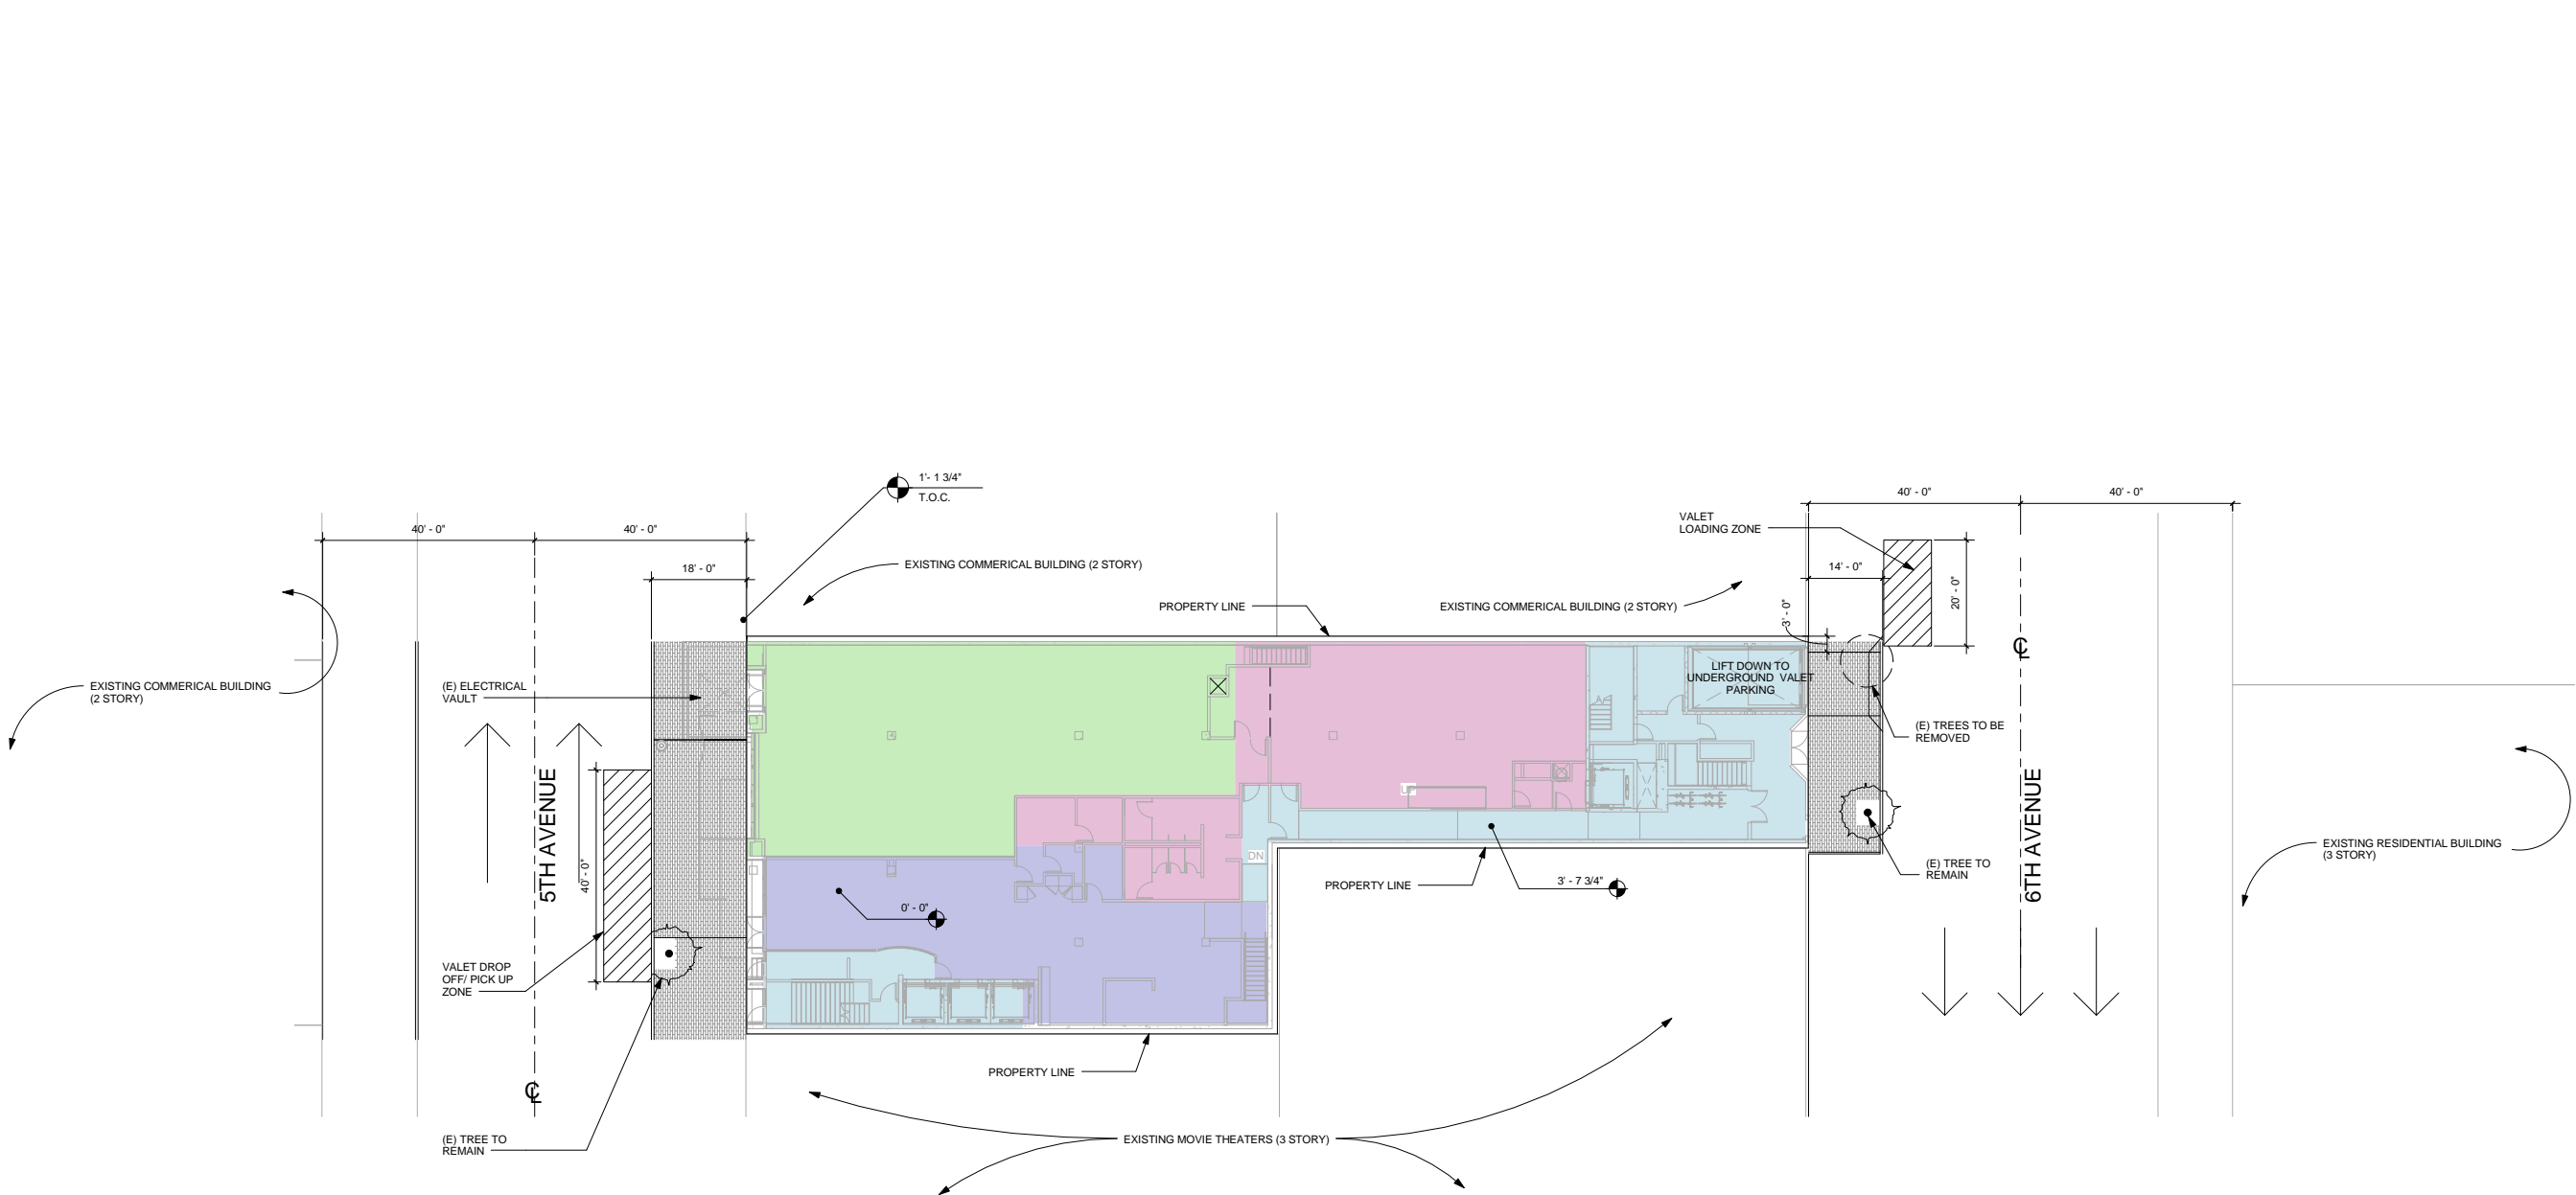 1'- 1 3/4"
T.O.C.
40' - 0"
40' - 0"
40' - 0"
40' - 0"
VALET
LOADING ZONE
18' - 0"
EXISTING COMMERICAL BUILDING (2 STORY)
14' - 0"
20' - 0"
3' - 0"
PROPERTY LINE
EXISTING COMMERICAL BUILDING (2 STORY)
EXISTING COMMERICAL BUILDING
(2 STORY)
(E) ELECTRICAL
VAULT
LIFT DOWN TO
UNDERGROUND VALET
PARKING
(E) TREES TO BE
REMOVED
5TH AVENUE
40' - 0"
6TH AVENUE
EXISTING RESIDENTIAL BUILDING
(3 STORY)
DN
(E) TREE TO
REMAIN
PROPERTY LINE
3' - 7 3/4"
0' - 0"
VALET DROP
OFF/ PICK UP
ZONE
PROPERTY LINE
(E) TREE TO
REMAIN
EXISTING MOVIE THEATERS (3 STORY)